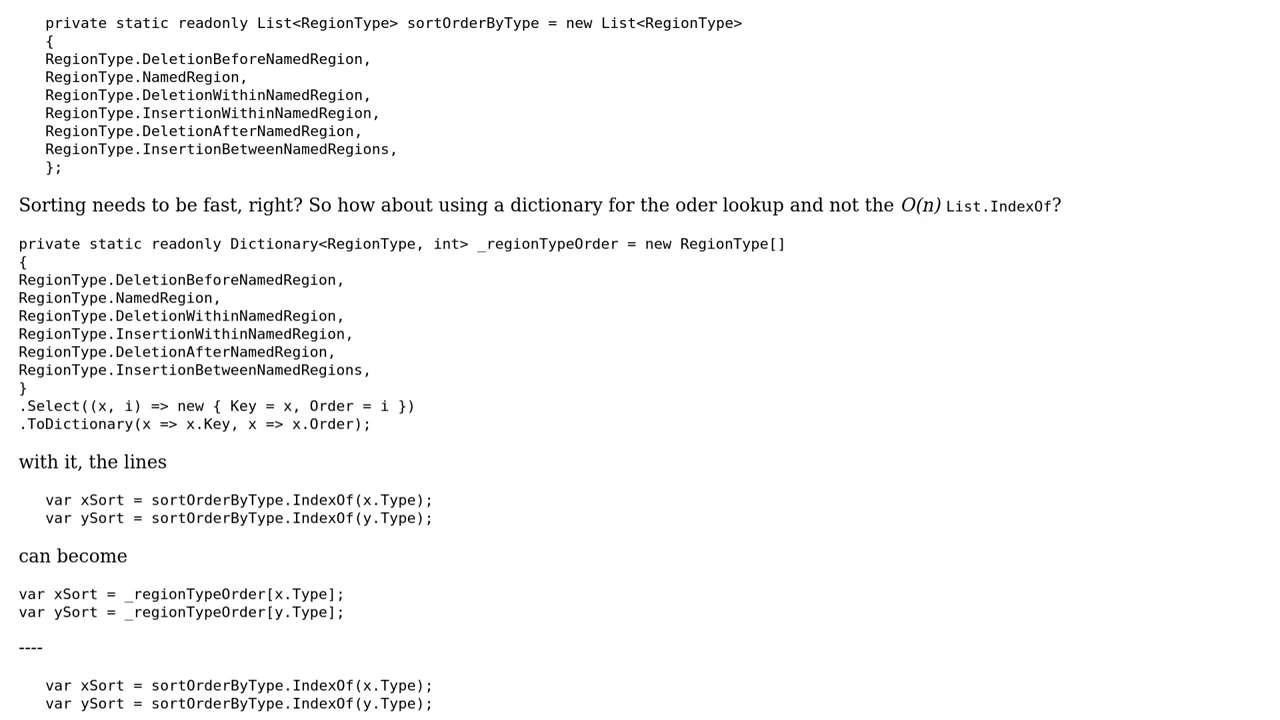 private static readonly List<RegionType> sortOrderByType = new List<RegionType>
{
RegionType.DeletionBeforeNamedRegion,
RegionType.NamedRegion,
RegionType.DeletionWithinNamedRegion,
RegionType.InsertionWithinNamedRegion,
RegionType.DeletionAfterNamedRegion,
RegionType.InsertionBetweenNamedRegions,
};
Sorting needs to be fast, right? So how about using a dictionary for the oder lookup and not the O(n) List.IndexOf?
private static readonly Dictionary<RegionType, int> _regionTypeOrder = new RegionType[]
{
RegionType.DeletionBeforeNamedRegion,
RegionType.NamedRegion,
RegionType.DeletionWithinNamedRegion,
RegionType.InsertionWithinNamedRegion,
RegionType.DeletionAfterNamedRegion,
RegionType.InsertionBetweenNamedRegions,
}
.Select((x, i) => new { Key = x, Order = i })
.ToDictionary(x => x.Key, x => x.Order);
with it, the lines
var xSort = sortOrderByType.IndexOf(x.Type);
var ySort = sortOrderByType.IndexOf(y.Type);
can become
var xSort = _regionTypeOrder[x.Type];
var ySort = _regionTypeOrder[y.Type];
----
var xSort = sortOrderByType.IndexOf(x.Type);
var ySort = sortOrderByType.IndexOf(y.Type);